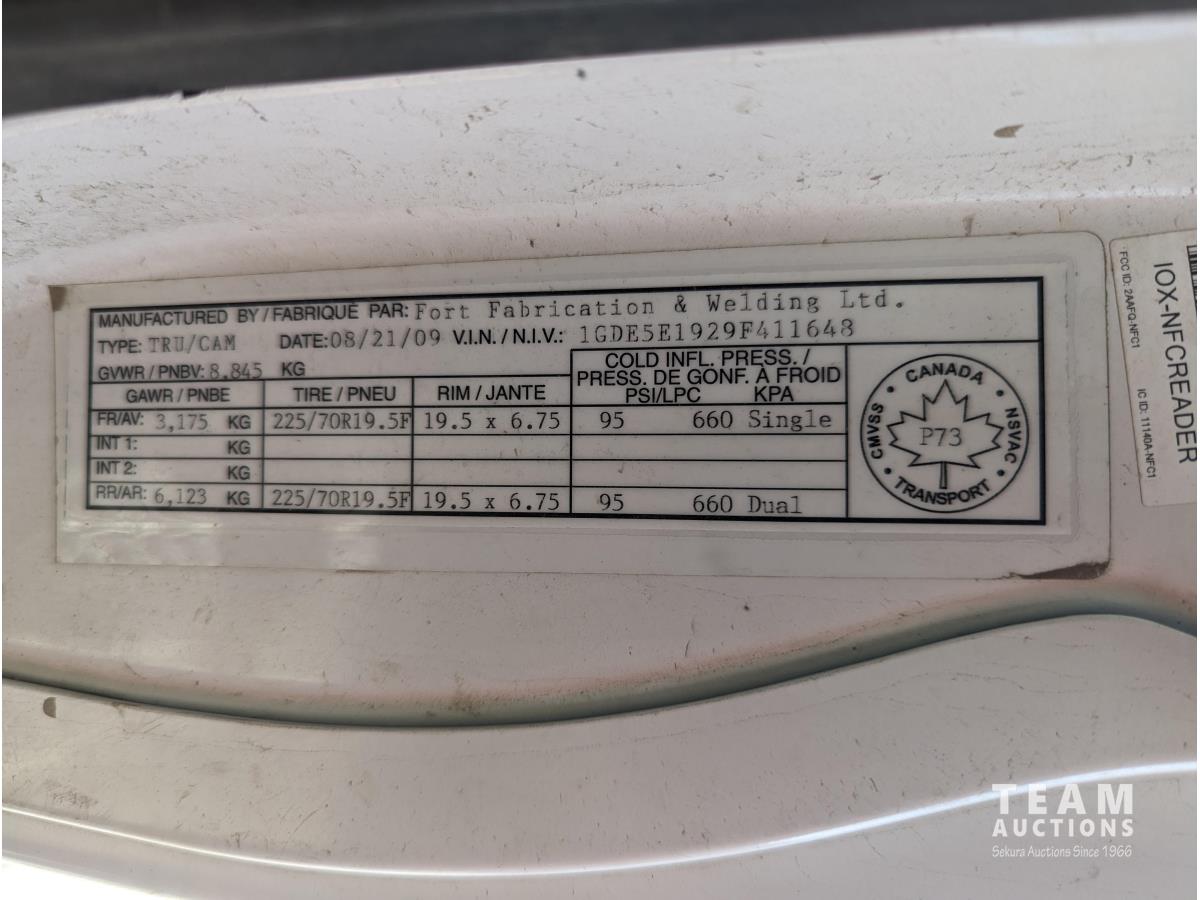 MANUFACTURED BY / FABRIQUÉ PAR: Fort Fabrication & Welding Ltd.
TYPE: TRU/CAM DATE: 08/21/09 V.I.N. / N.I.V.: 1GDE5E1929F411648
GVWR / PNBV: 8,845 KG
COLD INFL. PRESS. /
PRESS. DE GONF. À FROID
GAWR / PNBE TIRE / PNEU RIM / JANTE PSI/LPC KPA
FR/AV: 3,175 KG 225/70R19.5F 19.5 x 6.75 95 660 Single
INT 1: KG
INT 2: KG
RR/AR: 6,123 KG 225/70R19.5F 19.5 x 6.75 95 660 Dual
CANADA
CMVSS
NSVAC
P73
TRANSPORT
IOX-NFCREADER
FCC ID: 2AAFQ-NFC1
IC ID: 11140A-NFC1
TEAM
AUCTIONS
Sekura Auctions Since 1966